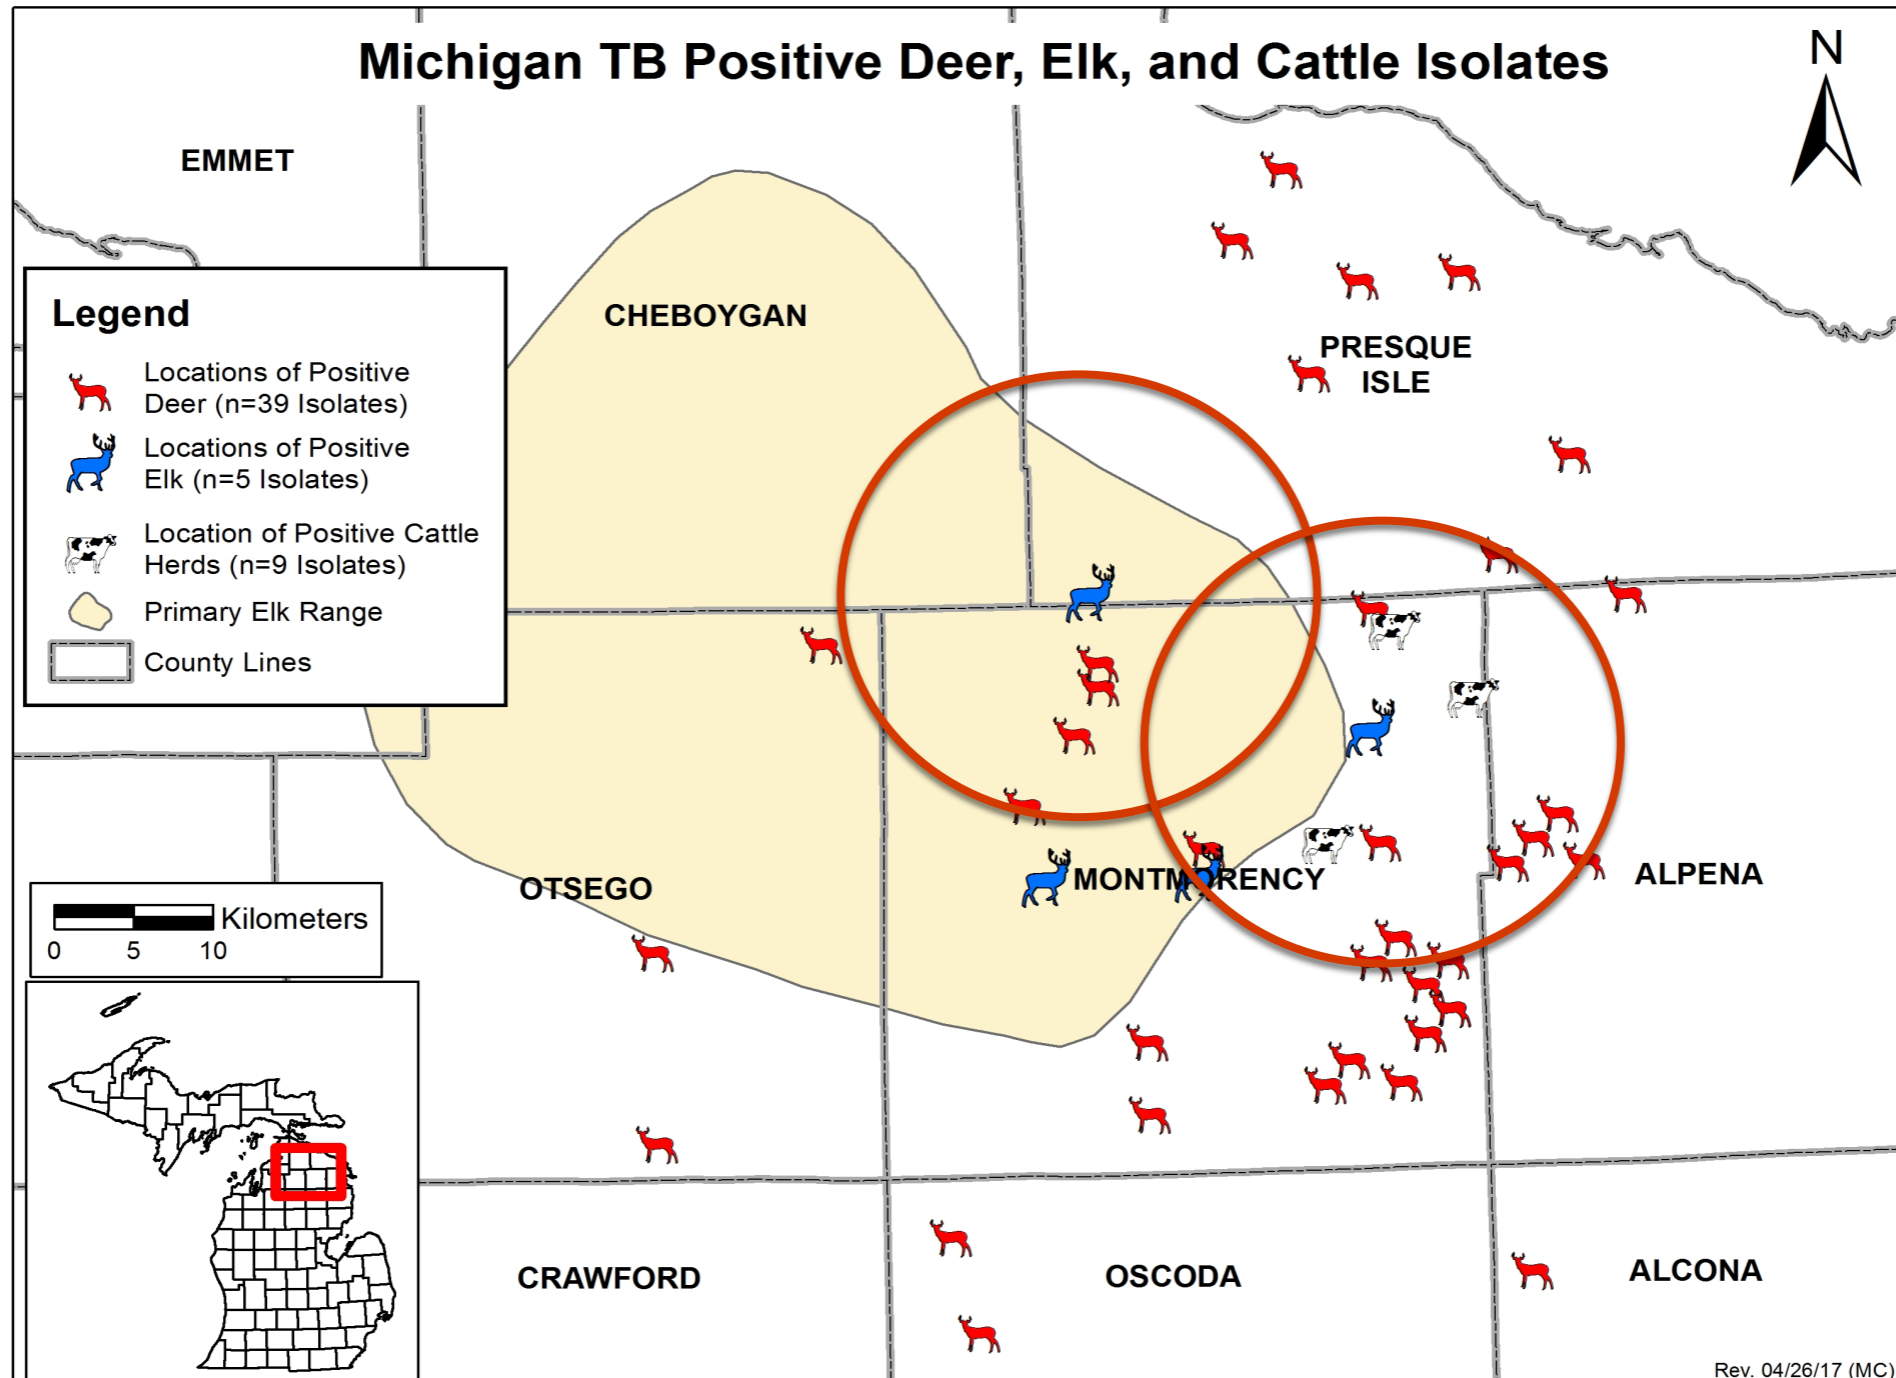 Michigan TB Positive Deer, Elk, and Cattle Isolates
N
EMMET
CHEBOYGAN
PRESQUE
ISLE
Legend
Locations of Positive
Deer (n=39 Isolates)
Locations of Positive
Elk (n=5 Isolates)
Location of Positive Cattle
Herds (n=9 Isolates)
Primary Elk Range
County Lines
OTSEGO
MONTMORENCY
ALPENA
Kilometers
0 5 10
CRAWFORD
OSCODA
ALCONA
Rev. 04/26/17 (MC)